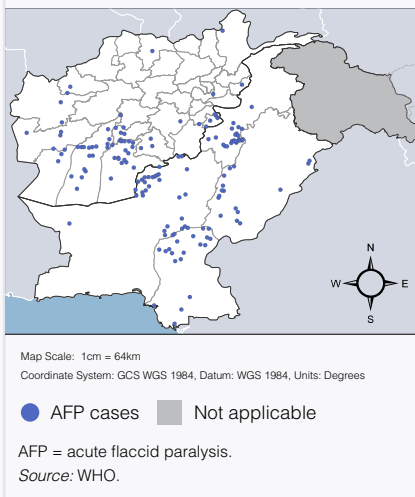 N
W E
S
Map Scale: 1cm = 64km
Coordinate System: GCS WGS 1984, Datum: WGS 1984, Units: Degrees
AFP cases Not applicable
AFP = acute flaccid paralysis.
Source: WHO.